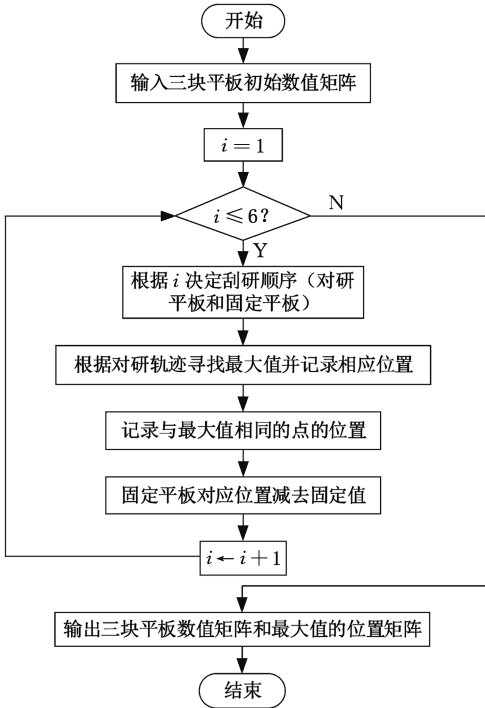 开始
输入三块平板初始数值矩阵
i = 1
i ≤ 6?
N
Y
根据 i 决定刮研顺序（对研
平板和固定平板）
根据对研轨迹寻找最大值并记录相应位置
记录与最大值相同的点的位置
固定平板对应位置减去固定值
i ← i + 1
输出三块平板数值矩阵和最大值的位置矩阵
结束